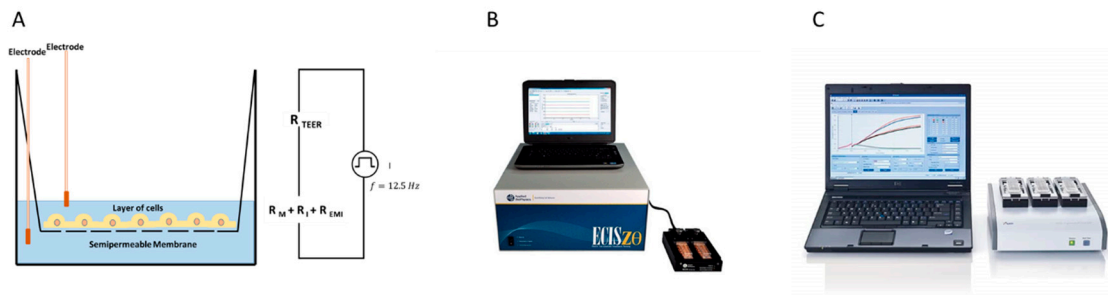 A
B
C
Electrode
Electrode
R TEER
I
f = 12.5 Hz
Layer of cells
R M + R I + R EMI
Semipermeable Membrane
ECISzθ